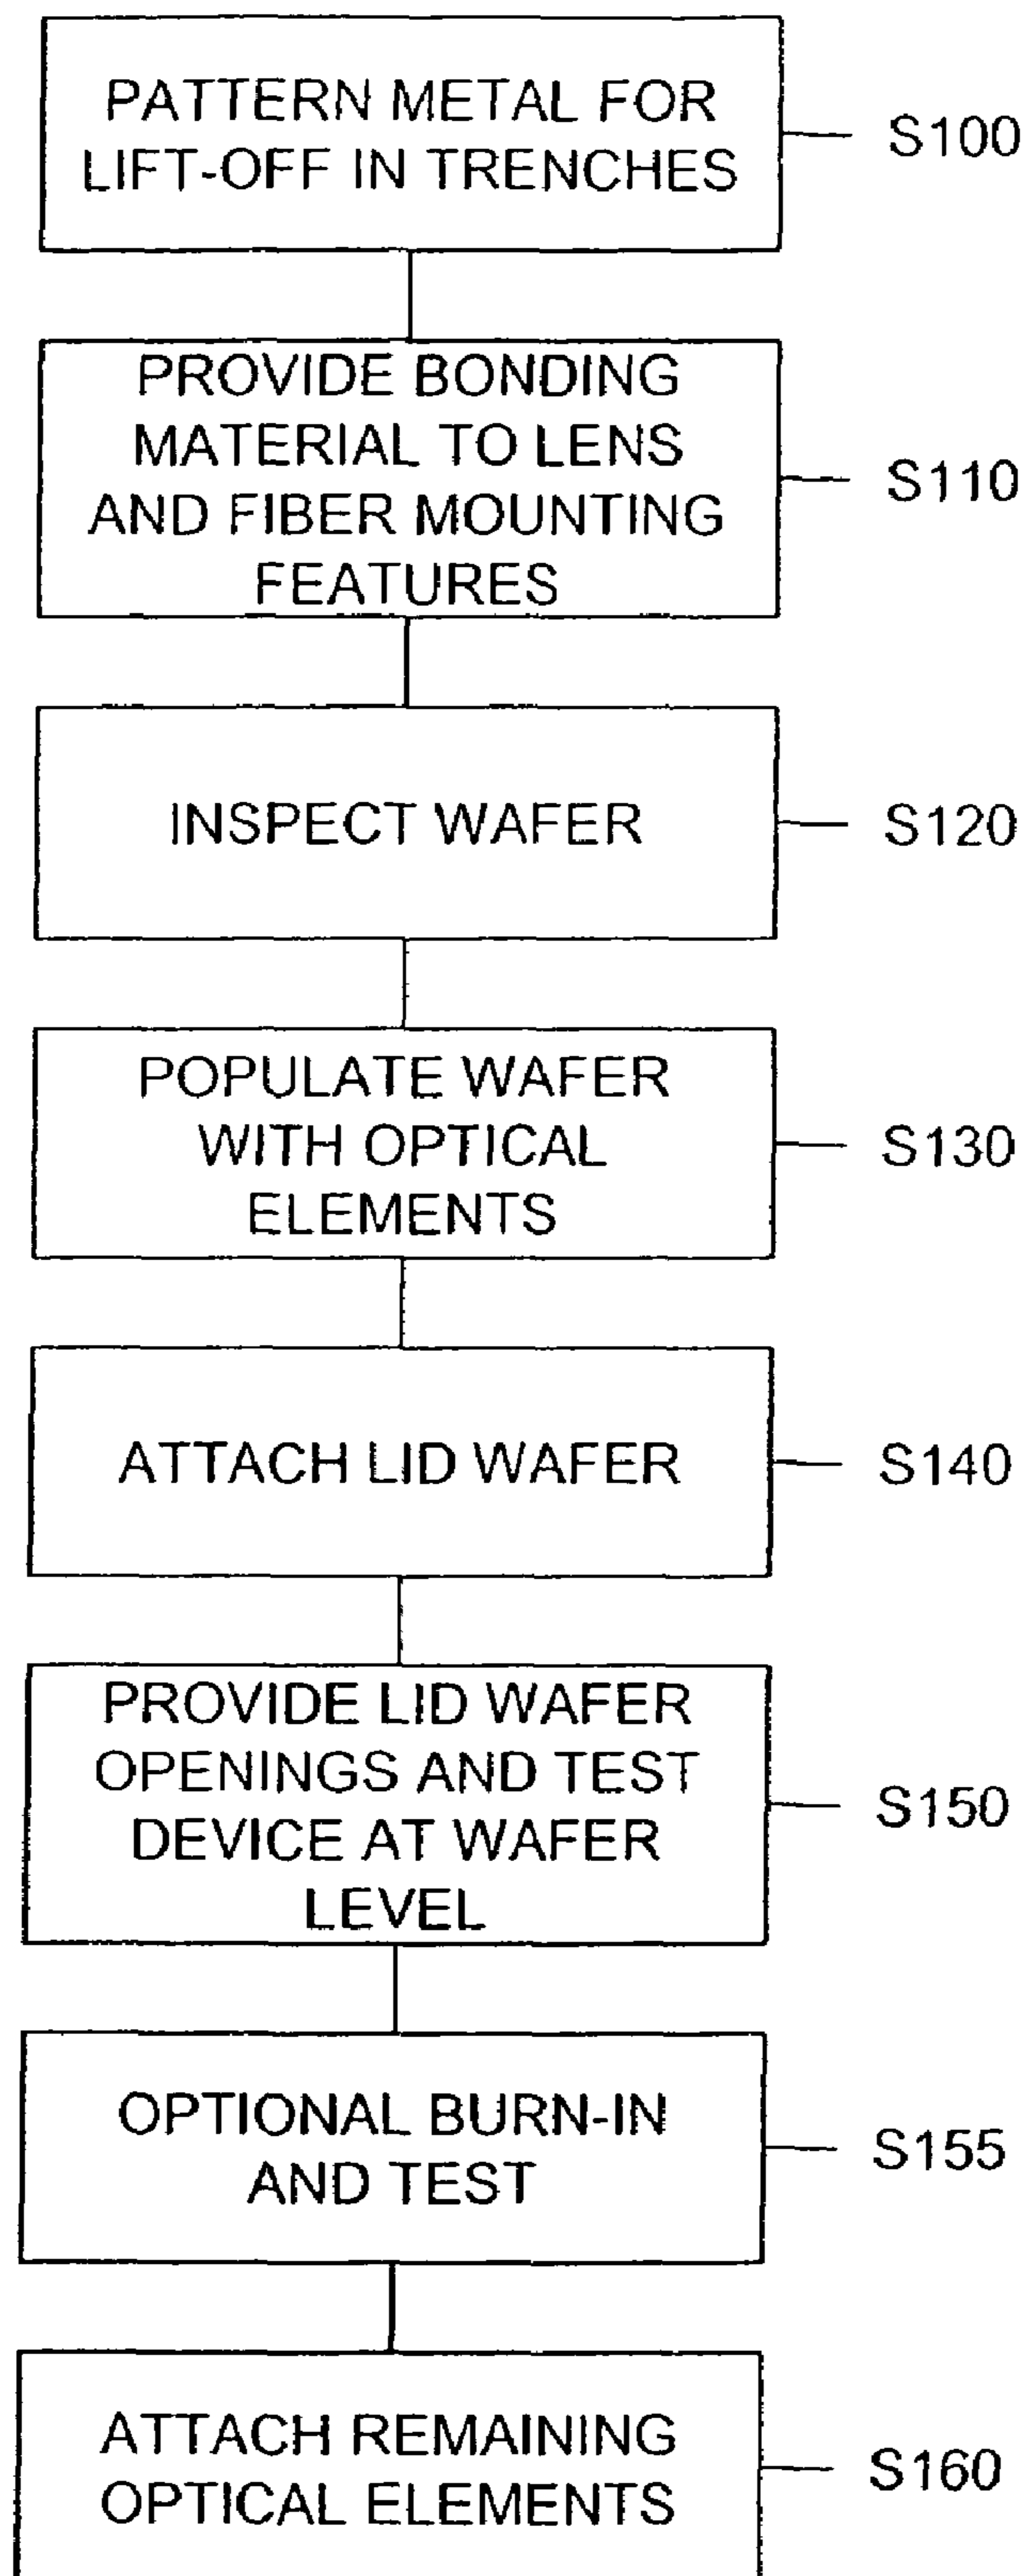 PATTERN METAL FOR
LIFT-OFF IN TRENCHES
S100
PROVIDE BONDING
MATERIAL TO LENS
AND FIBER MOUNTING
FEATURES
S110
INSPECT WAFER
S120
POPULATE WAFER
WITH OPTICAL
ELEMENTS
S130
ATTACH LID WAFER
S140
PROVIDE LID WAFER
OPENINGS AND TEST
DEVICE AT WAFER
LEVEL
S150
OPTIONAL BURN-IN
AND TEST
S155
ATTACH REMAINING
OPTICAL ELEMENTS
S160